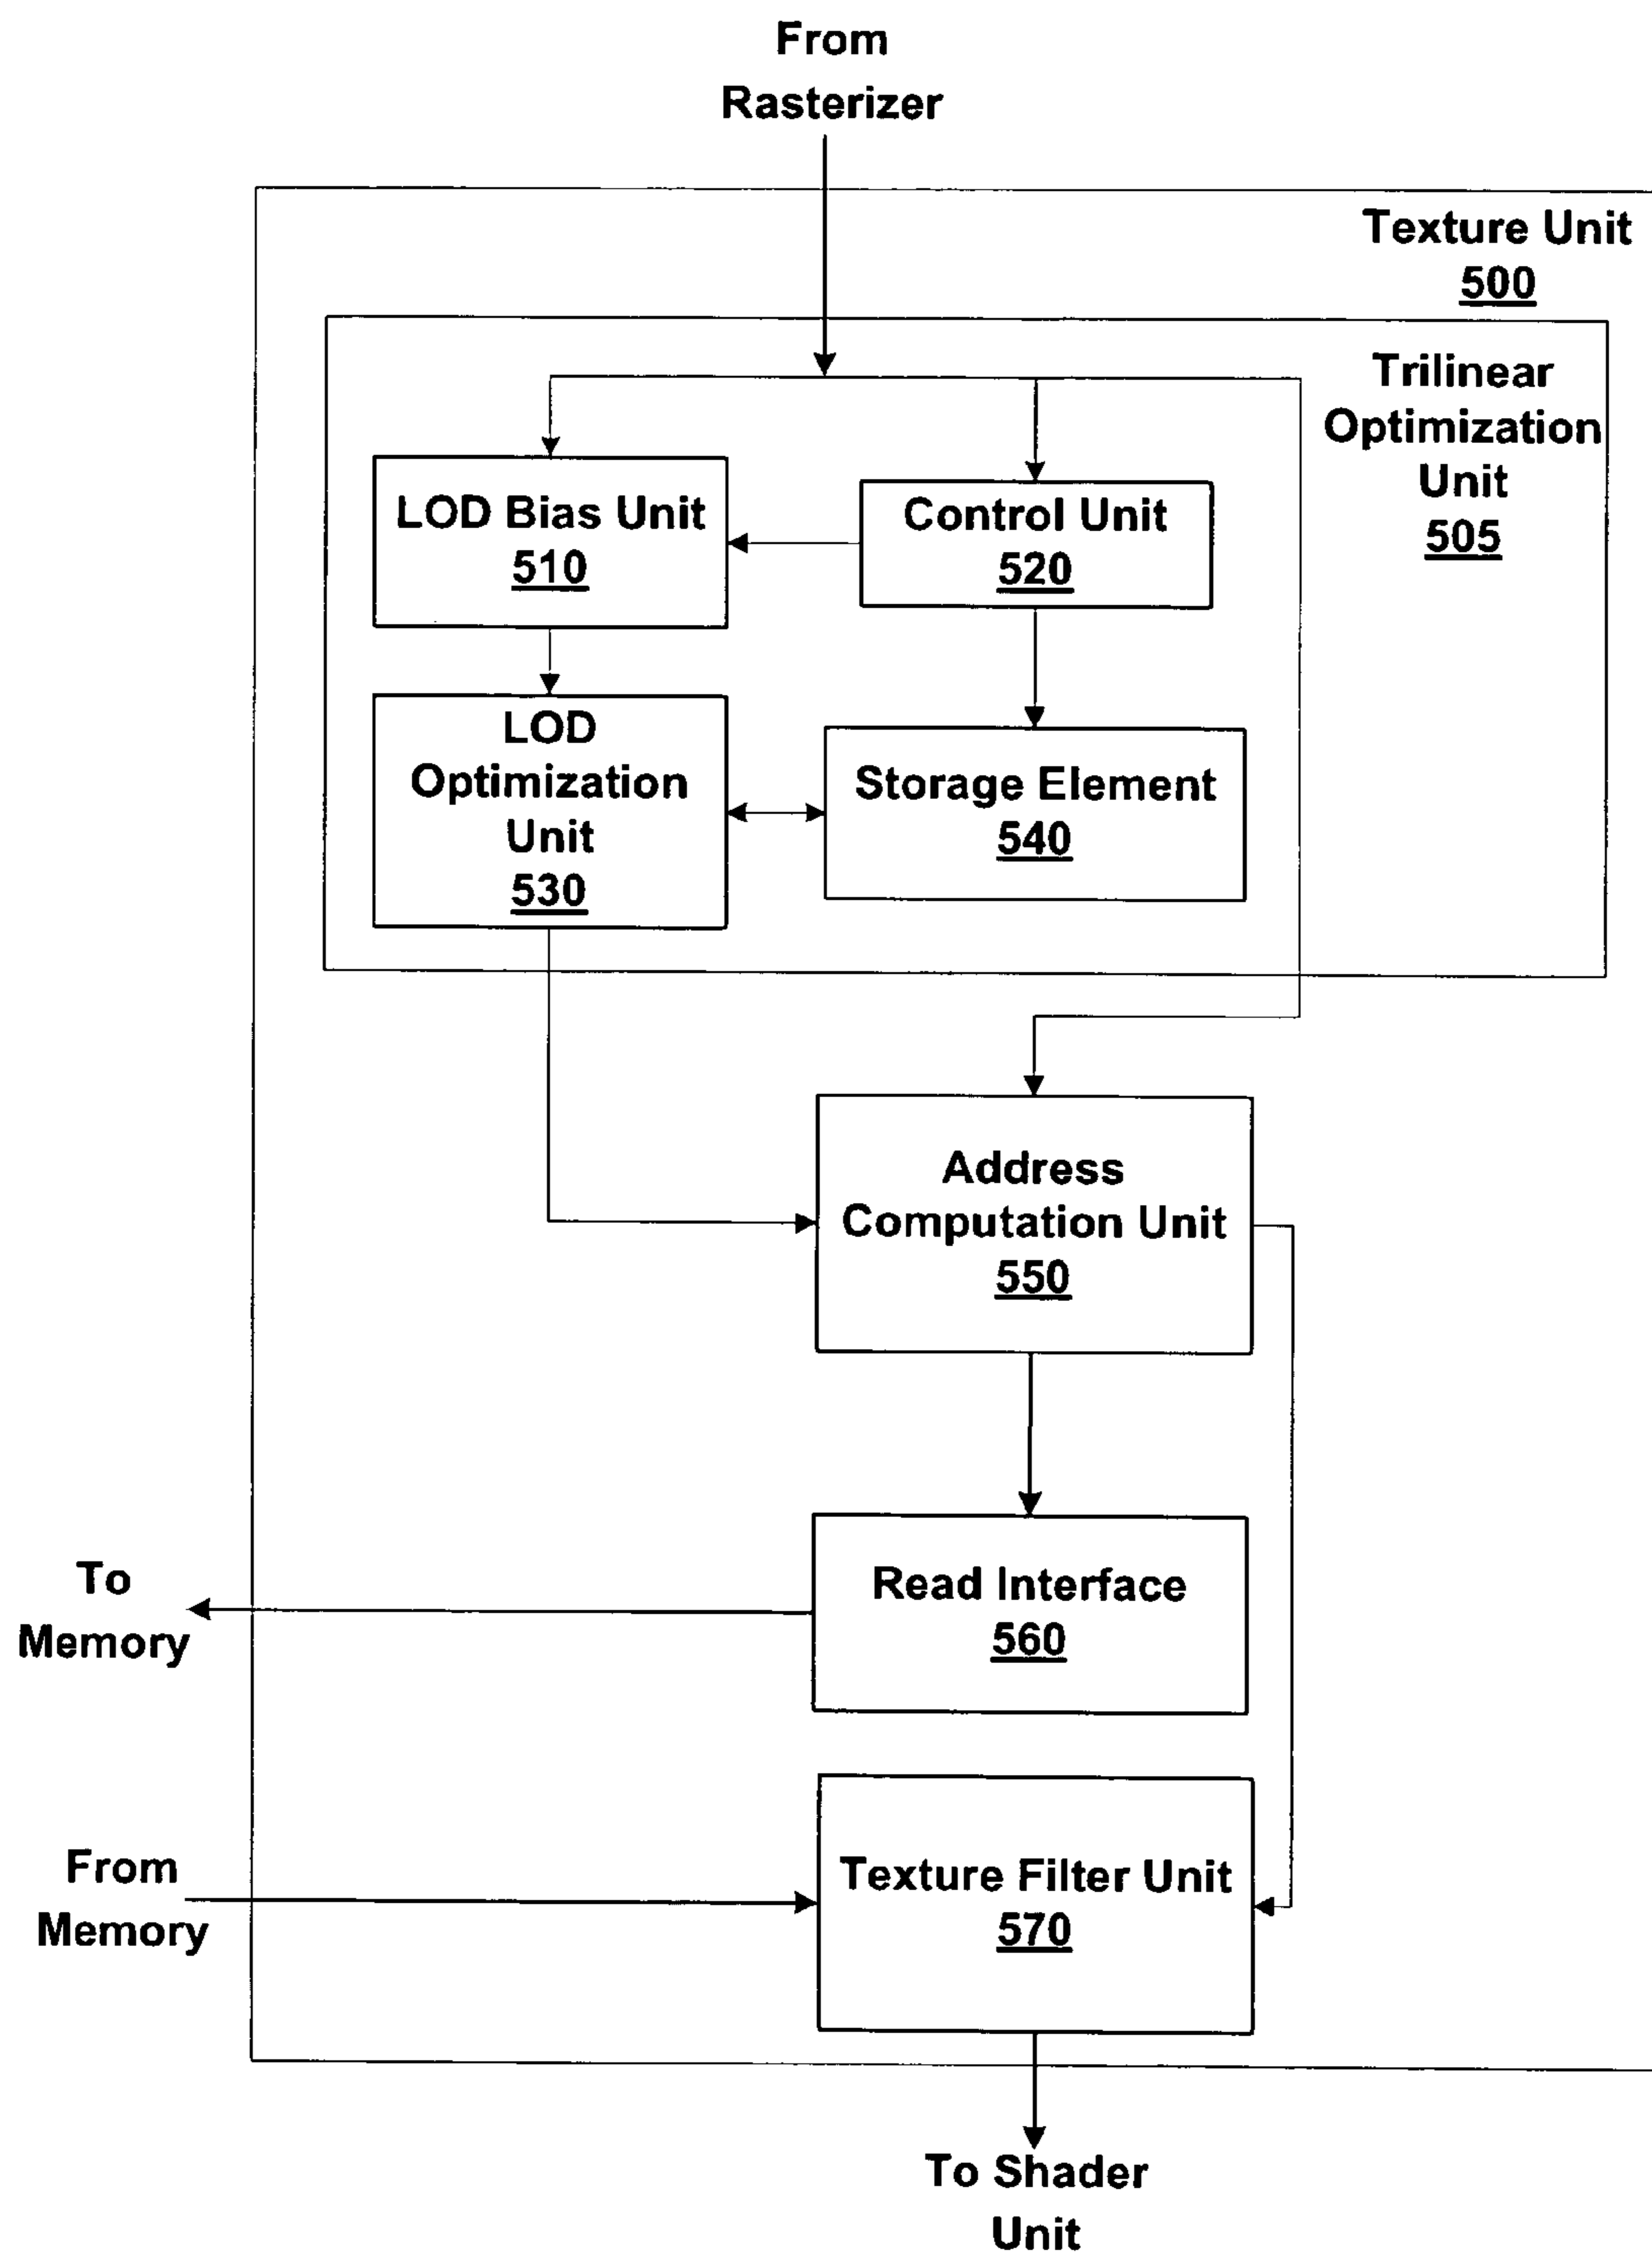 From
Rasterizer
Texture Unit
500
Trilinear
Optimization
Unit
505
LOD Bias Unit
510
Control Unit
520
LOD
Optimization
Unit
530
Storage Element
540
Address
Computation Unit
550
Read Interface
560
To
Memory
Texture Filter Unit
570
From
Memory
To Shader
Unit